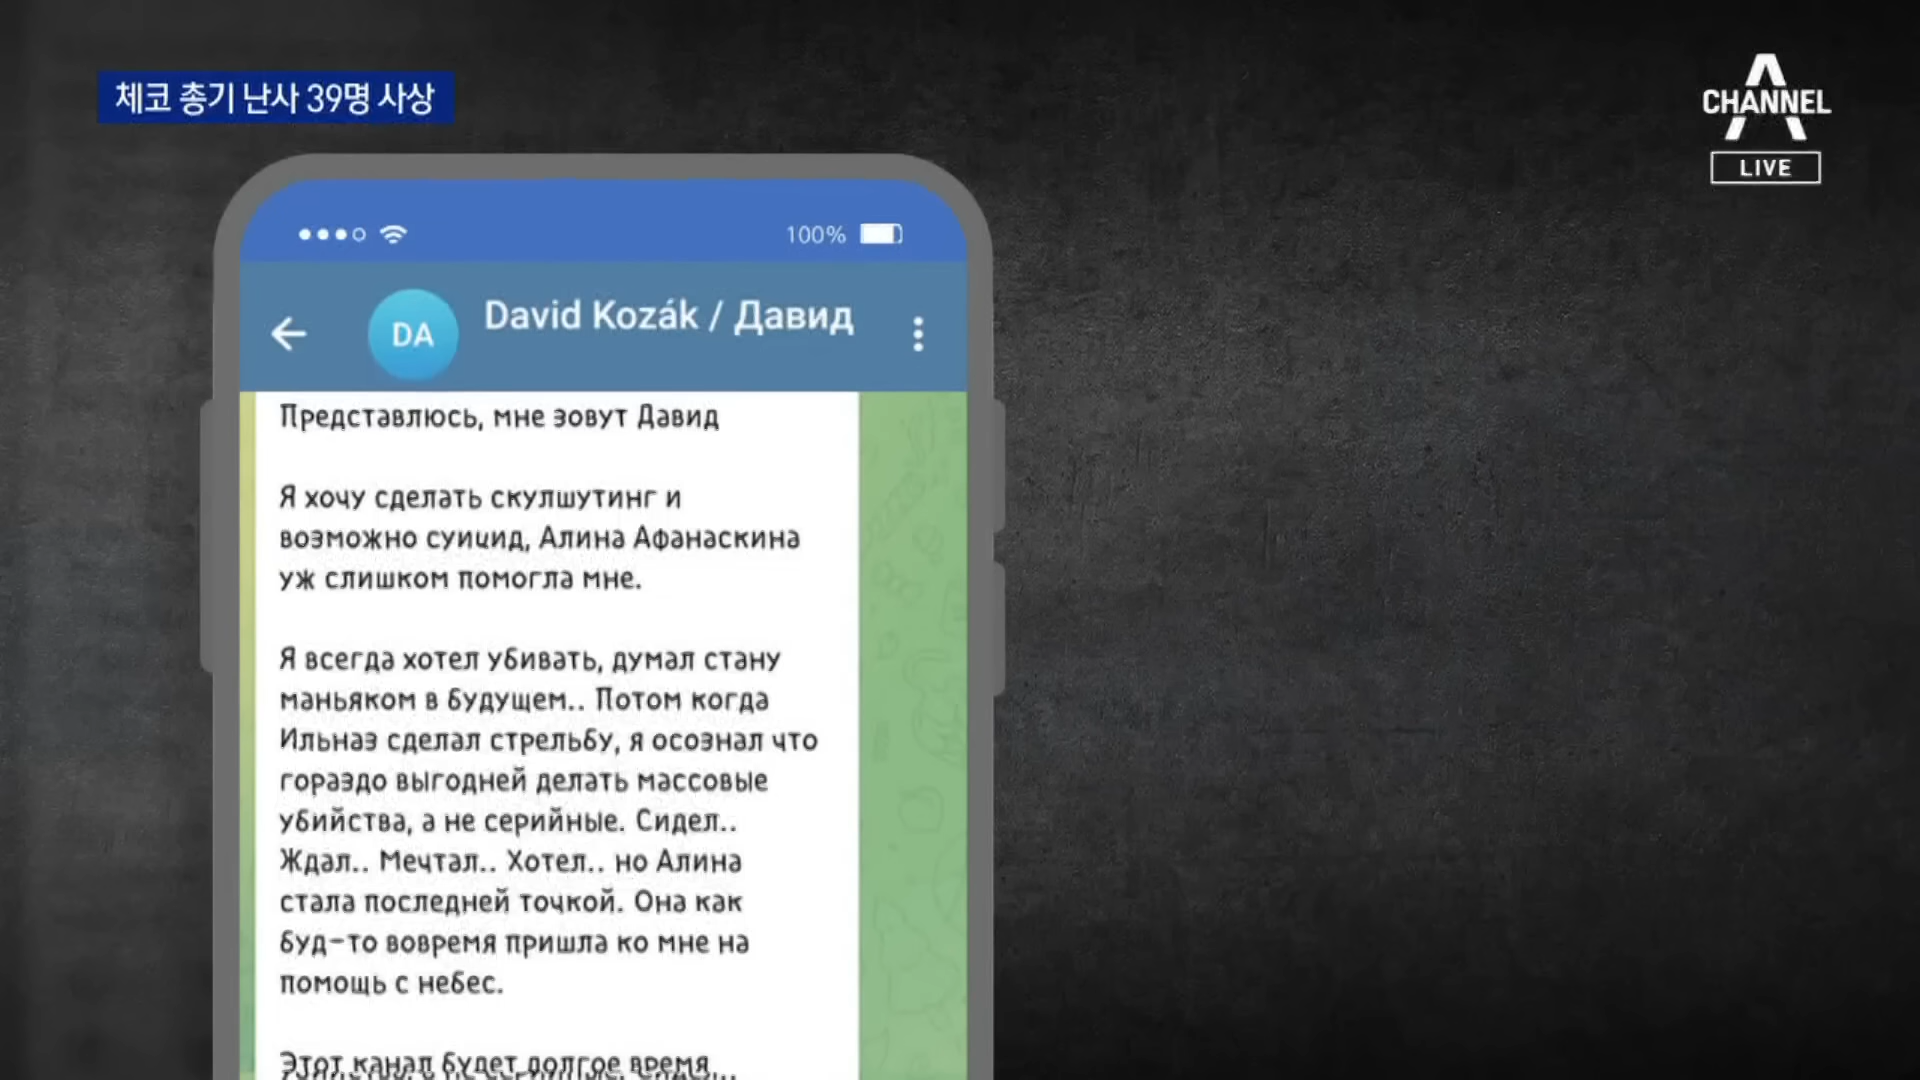 체코 총기 난사 39명 사상
CHANNEL A
LIVE
100%
DA
David Kozák / Давид
Представлюсь, мне зовут Давид
Я хочу сделать скулшутинг и
возможно суицид, Алина Афанаскина
уж слишком помогла мне.
Я всегда хотел убивать, думал стану
маньяком в будущем.. Потом когда
Ильназ сделал стрельбу, я осознал что
гораздо выгодней делать массовые
убийства, а не серийные. Сидел..
Ждал.. Мечтал.. Хотел.. но Алина
стала последней точкой. Она как
буд-то вовремя пришла ко мне на
помощь с небес.
Этот канал будет долгое время